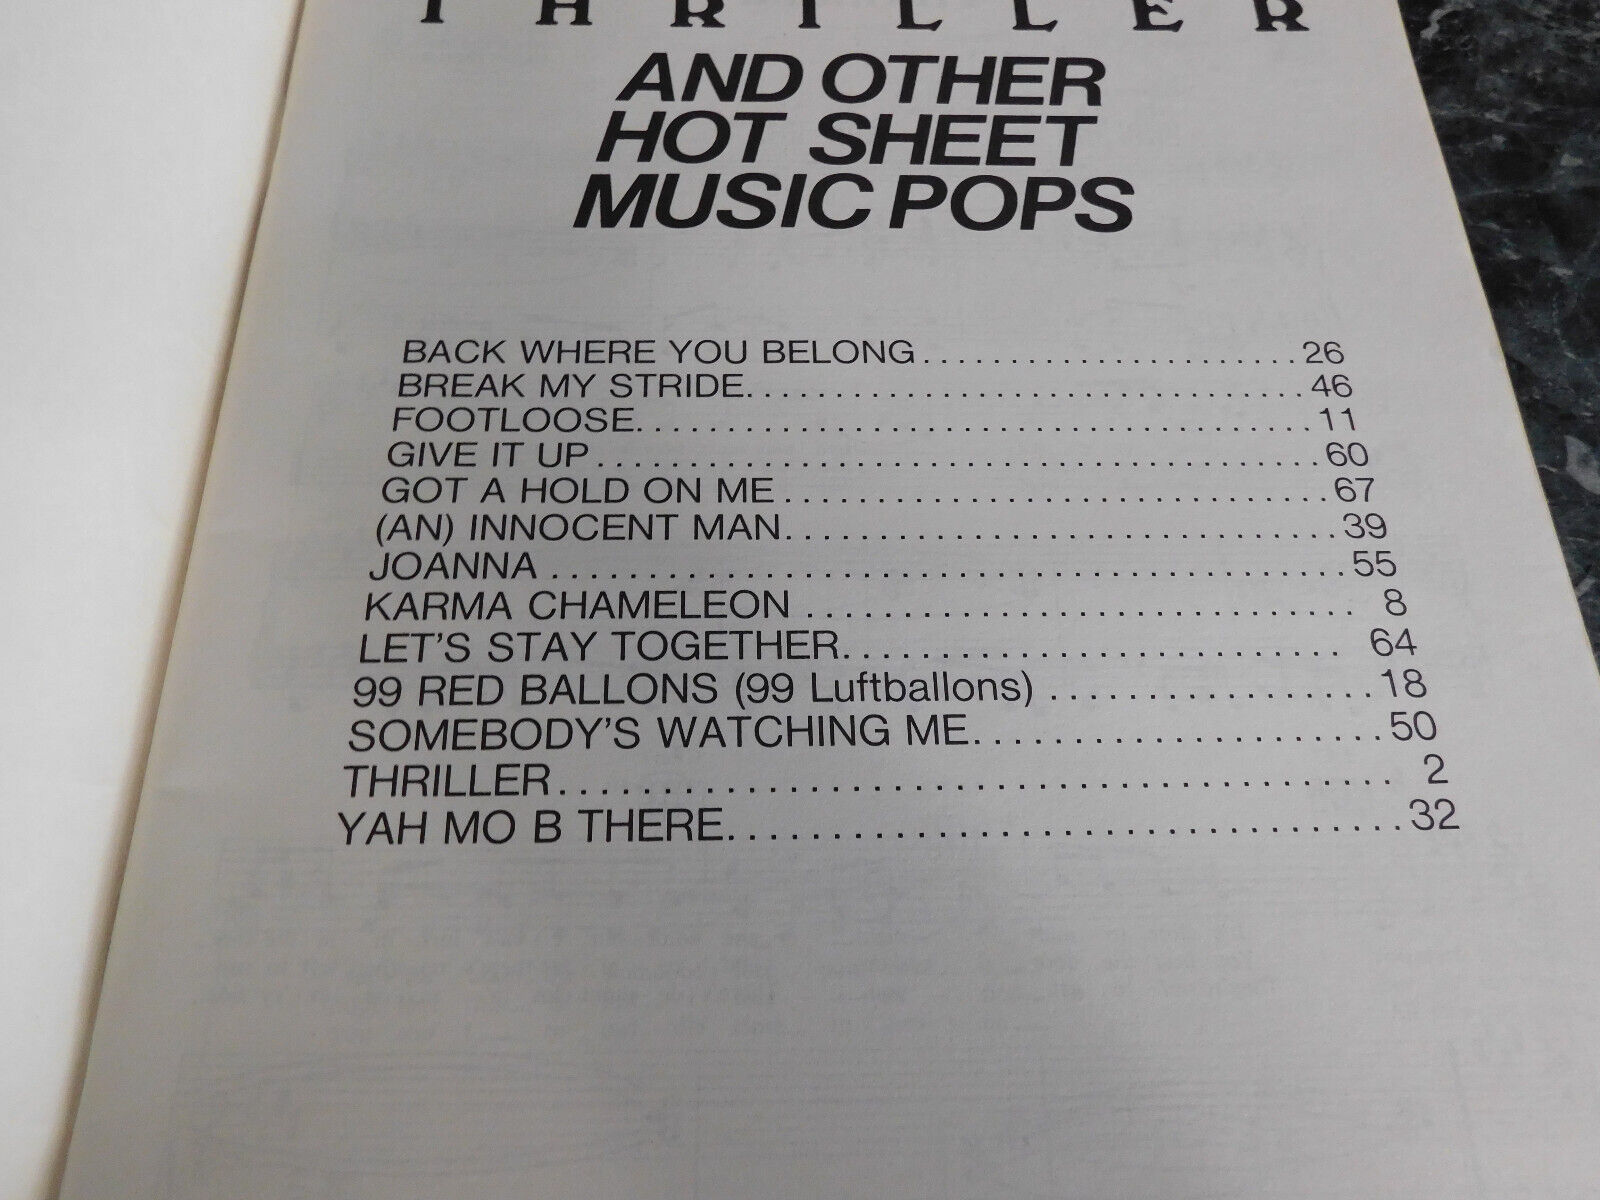 THRILLER
AND OTHER
HOT SHEET
MUSIC POPS
BACK WHERE YOU BELONG......................26
BREAK MY STRIDE.................................46
FOOTLOOSE........................................11
GIVE IT UP...........................................60
GOT A HOLD ON ME................................67
(AN) INNOCENT MAN................................39
JOANNA..............................................55
KARMA CHAMELEON................................ 8
LET'S STAY TOGETHER............................. 64
99 RED BALLONS (99 Luftballons)...................18
SOMEBODY'S WATCHING ME......................50
THRILLER........................................... 2
YAH MO B THERE....................................32